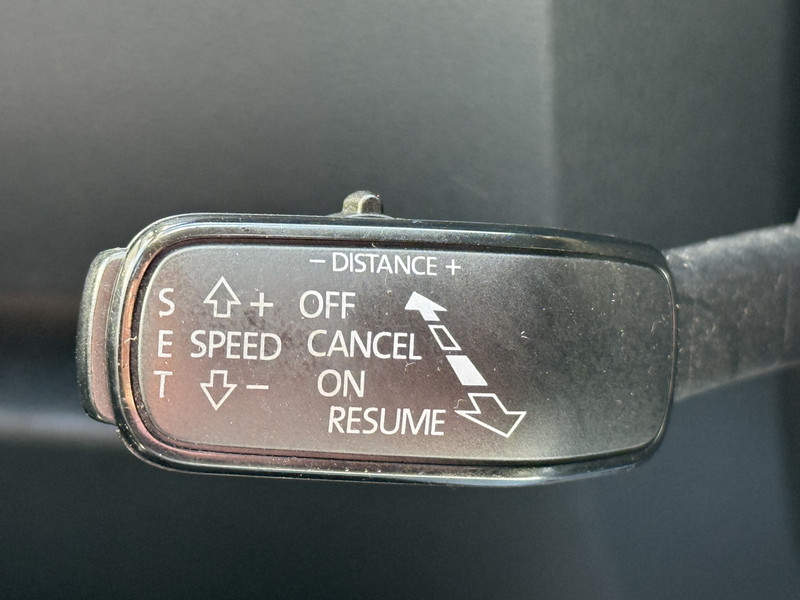 – DISTANCE +
S + OFF
E SPEED CANCEL
T – ON
RESUME